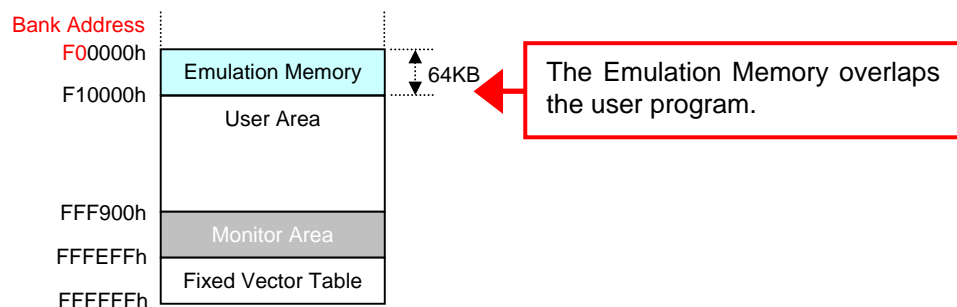 Bank Address
F00000h
Emulation Memory
64KB
The Emulation Memory overlaps
the user program.
F10000h
User Area
FFF900h
Monitor Area
FFFEFFh
Fixed Vector Table
FFFFFFh